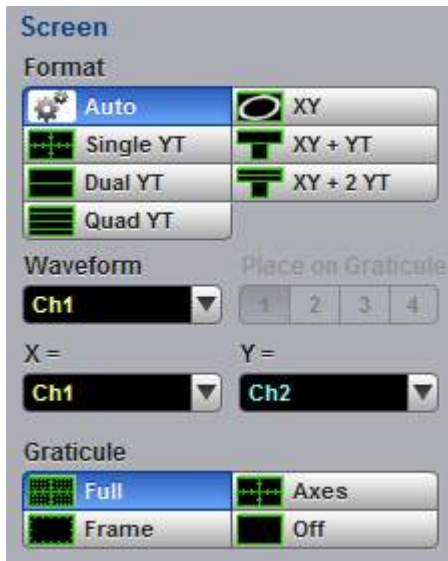 Screen
Format
Auto XY
Single YT XY + YT
Dual YT XY + 2 YT
Quad YT
Waveform Place on Graticule
Ch1 1 2 3 4
X = Y =
Ch1 Ch2
Graticule
Full Axes
Frame Off